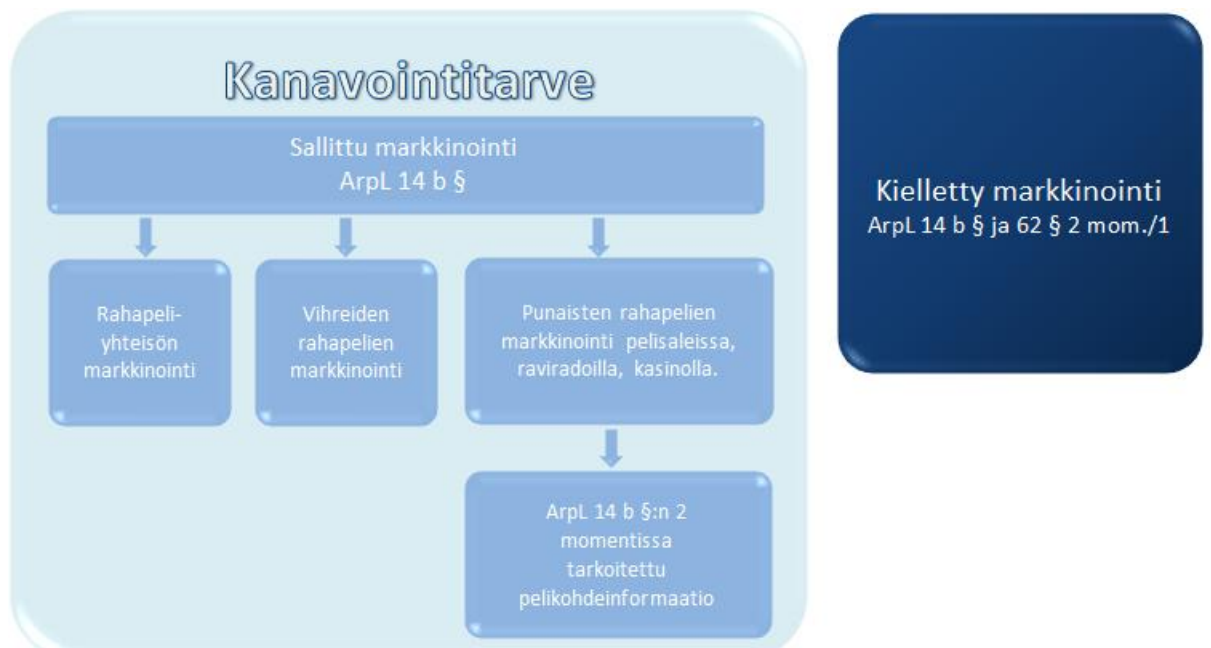 Kanavointitarve
Sallittu markkinointi
ArpL 14 b §
Rahapeli-
yhteisön
markkinointi
Vihreiden
rahapelien
markkinointi
Punaisten rahapelien
markkinointi pelisaleissa,
raviradoilla, kasinolla.
ArpL 14 b §:n 2
momentissa
tarkoitettu
pelikohdeinformaatio
Kielletty markkinointi
ArpL 14 b § ja 62 § 2 mom./1